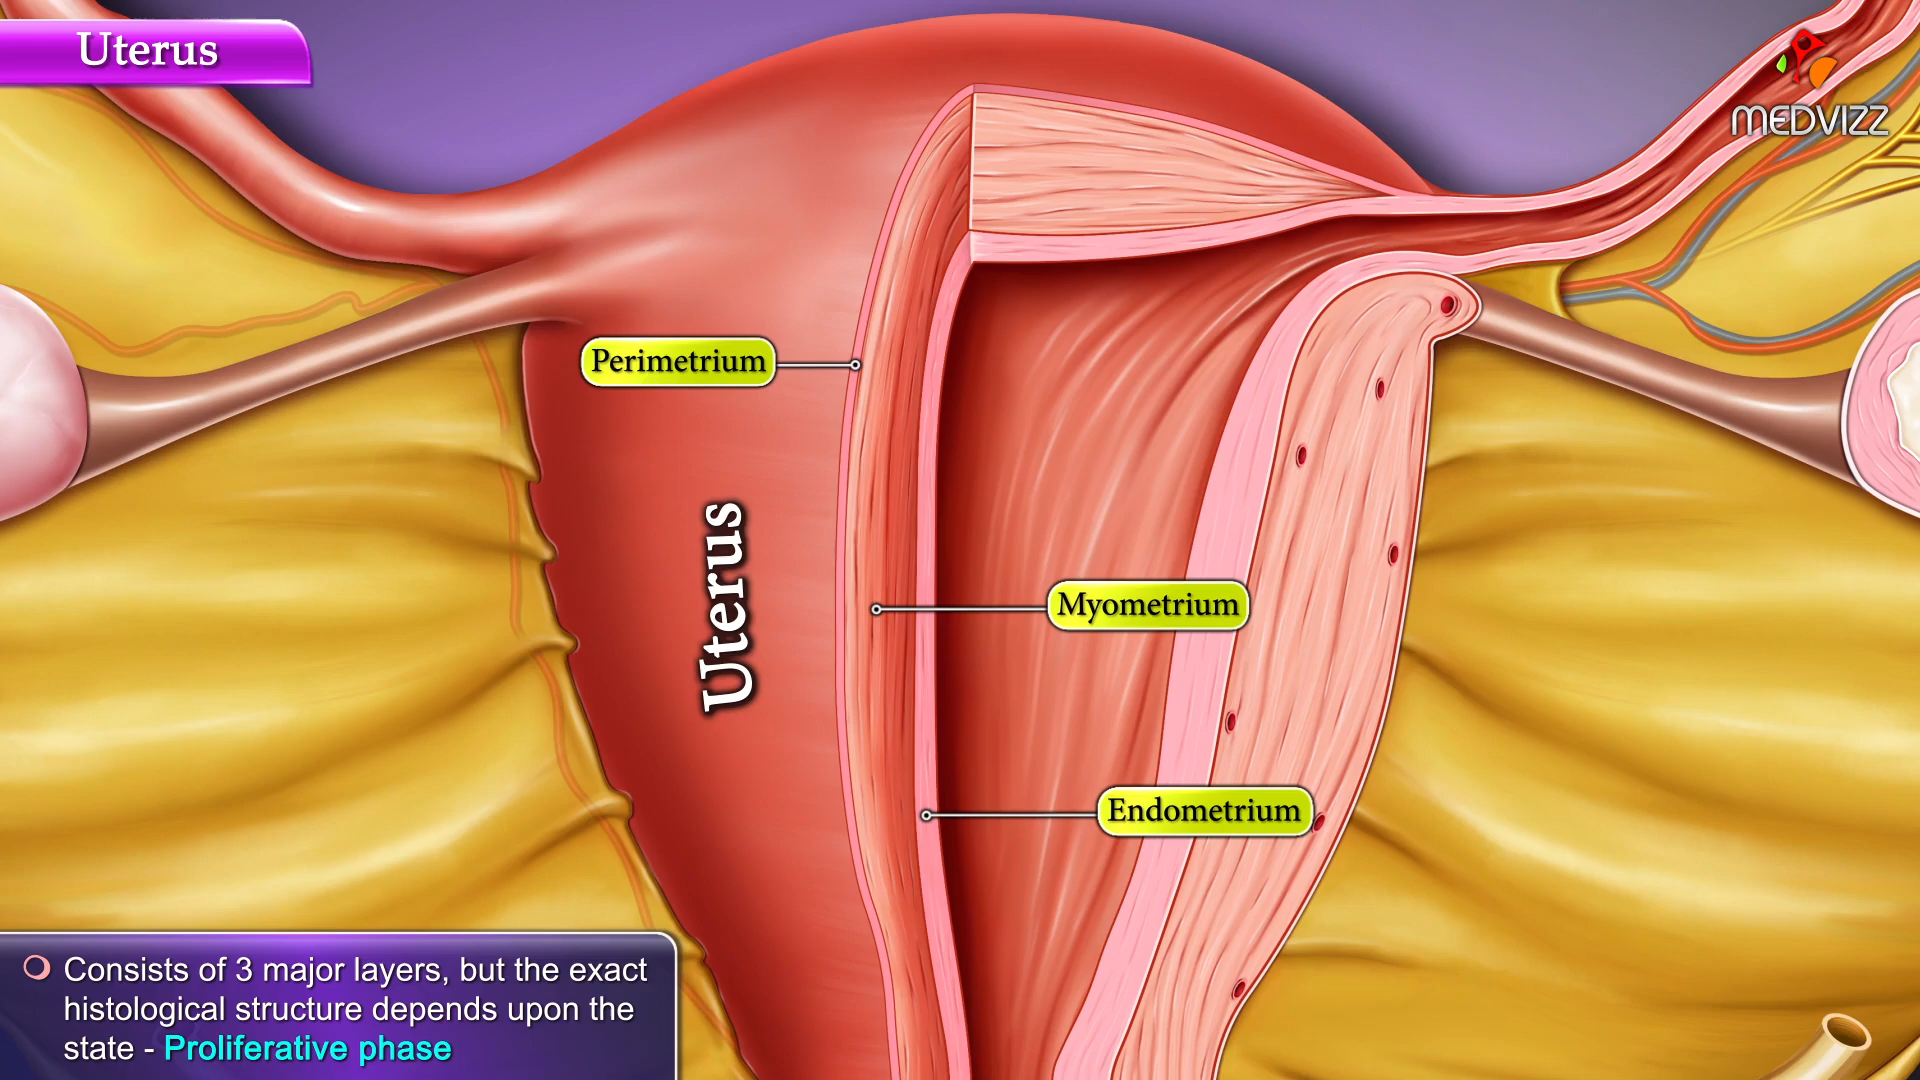 Uterus
MEDVIZZ
Perimetrium
Uterus
Myometrium
Endometrium
Consists of 3 major layers, but the exact
histological structure depends upon the
state - Proliferative phase